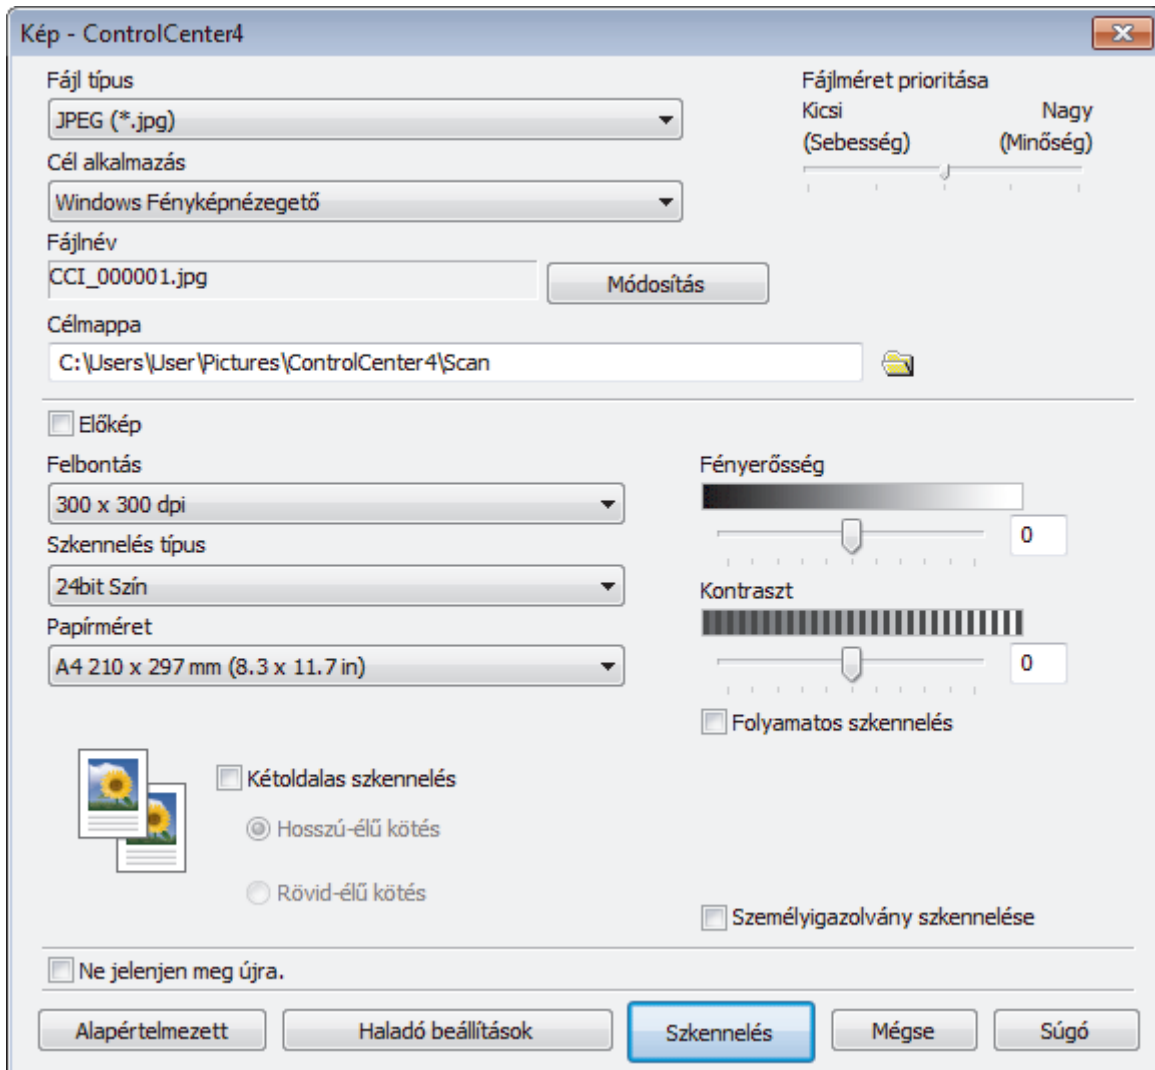 Kép - ControlCenter4
Fájl típus
JPEG (*.jpg)
Fájlméret prioritása
Kicsi Nagy
(Sebesség) (Minőség)
Cél alkalmazás
Windows Fényképnézegető
Fájlnév
CCI_000001.jpg
Módosítás
Célmappa
C:\Users\User\Pictures\ControlCenter4\Scan
Előkép
Felbontás
300 x 300 dpi
Szkennelés típus
24bit Szín
Papírméret
A4 210 x 297 mm (8.3 x 11.7 in)
Fényerősség
0
Kontraszt
0
Folyamatos szkennelés
Kétoldalas szkennelés
Hosszú-élű kötés
Rövid-élű kötés
Személyigazolvány szkennelése
Ne jelenjen meg újra.
Alapértelmezett
Haladó beállítások
Szkennelés
Mégse
Súgó